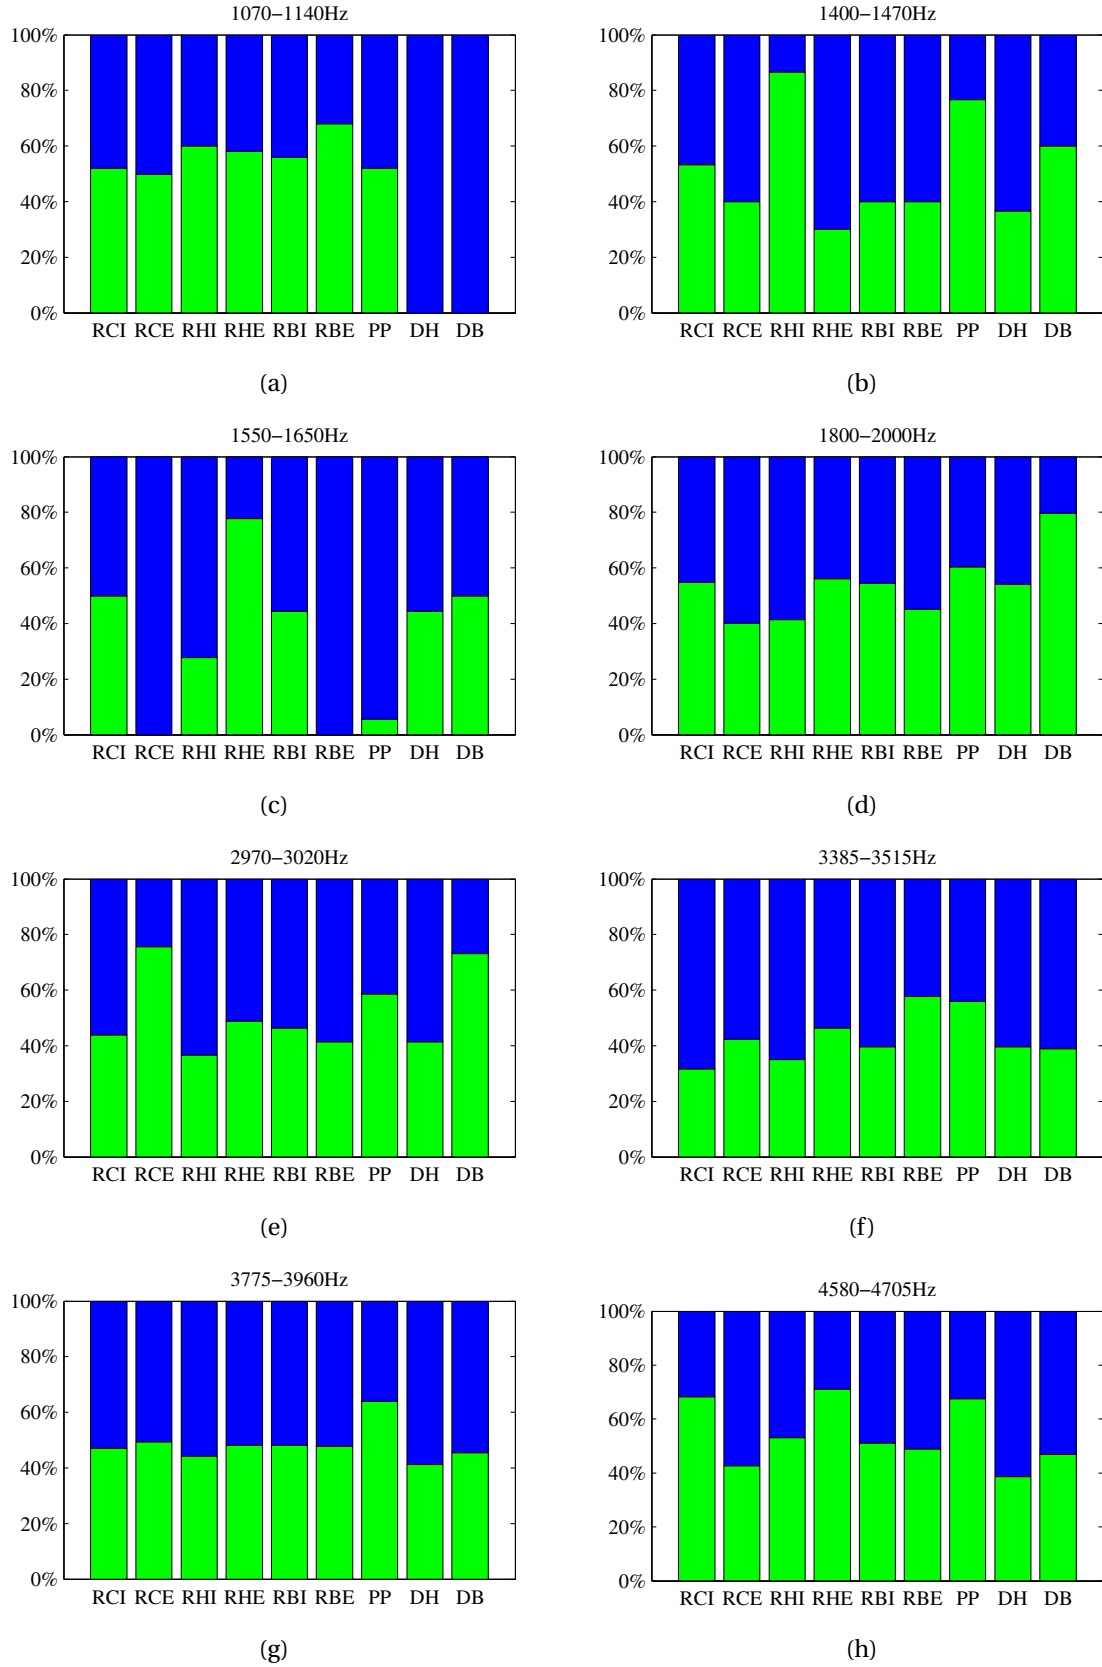 1070−1140Hz
100%
80%
60%
40%
20%
0%
RCI RCE RHI RHE RBI RBE PP DH DB
(a)
1400−1470Hz
100%
80%
60%
40%
20%
0%
RCI RCE RHI RHE RBI RBE PP DH DB
(b)
1550−1650Hz
100%
80%
60%
40%
20%
0%
RCI RCE RHI RHE RBI RBE PP DH DB
(c)
1800−2000Hz
100%
80%
60%
40%
20%
0%
RCI RCE RHI RHE RBI RBE PP DH DB
(d)
2970−3020Hz
100%
80%
60%
40%
20%
0%
RCI RCE RHI RHE RBI RBE PP DH DB
(e)
3385−3515Hz
100%
80%
60%
40%
20%
0%
RCI RCE RHI RHE RBI RBE PP DH DB
(f)
3775−3960Hz
100%
80%
60%
40%
20%
0%
RCI RCE RHI RHE RBI RBE PP DH DB
(g)
4580−4705Hz
100%
80%
60%
40%
20%
0%
RCI RCE RHI RHE RBI RBE PP DH DB
(h)